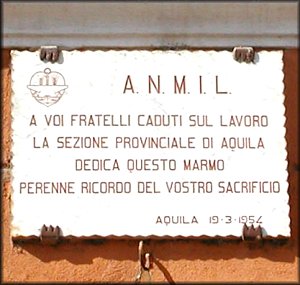 A. N. M. I. L.
A VOI FRATELLI CADUTI SUL LAVORO
LA SEZIONE PROVINCIALE DI AQUILA
DEDICA QUESTO MARMO
PERENNE RICORDO DEL VOSTRO SACRIFICIO
AQUILA 19-3-1954